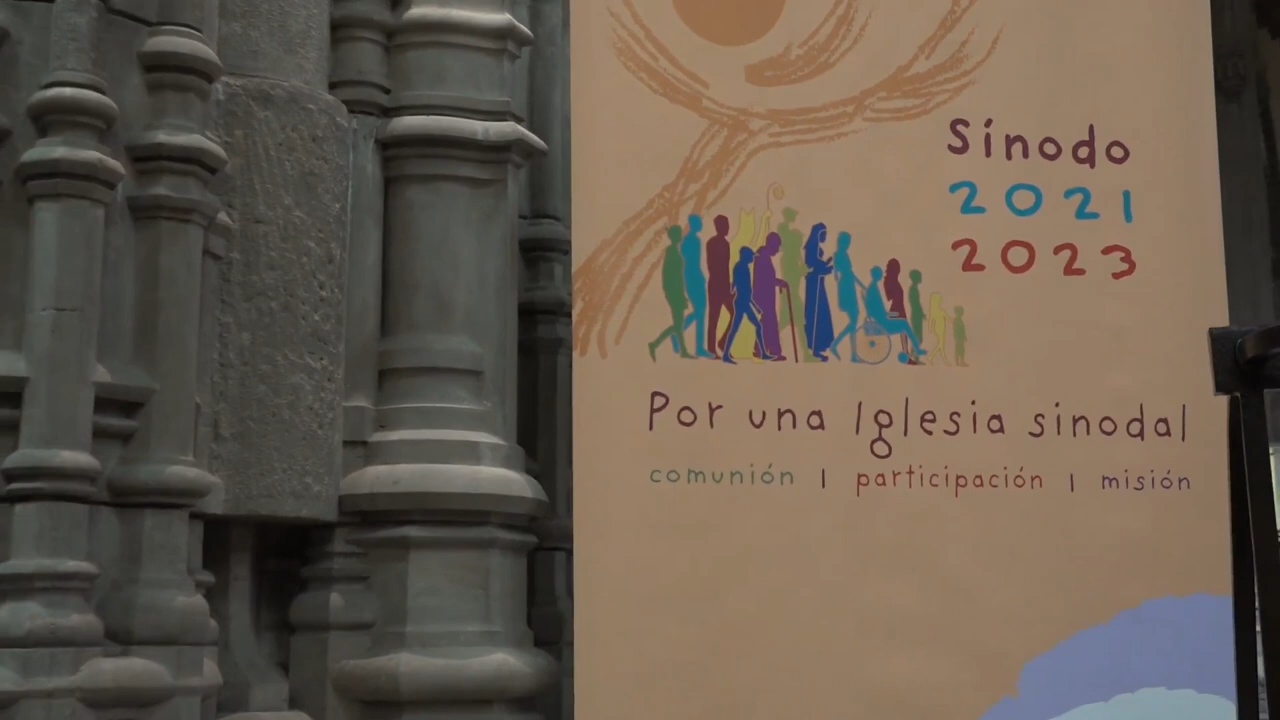 Sínodo
2021
2023
Por una Iglesia sinodal
comunión | participación | misión